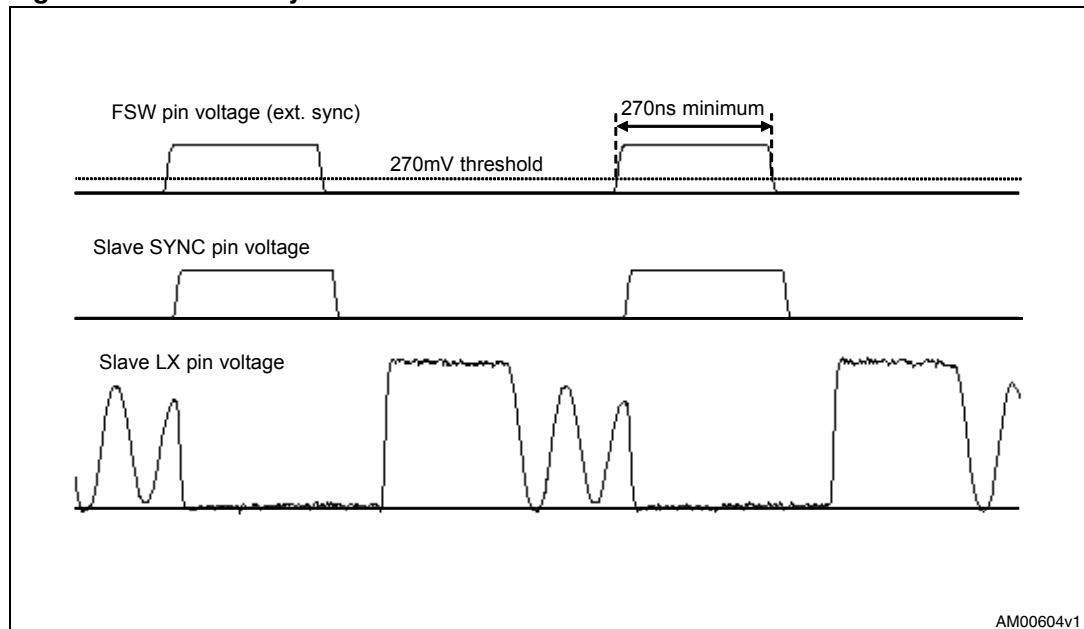 FSW pin voltage (ext. sync)
270ns minimum
270mV threshold
Slave SYNC pin voltage
Slave LX pin voltage
AM00604v1